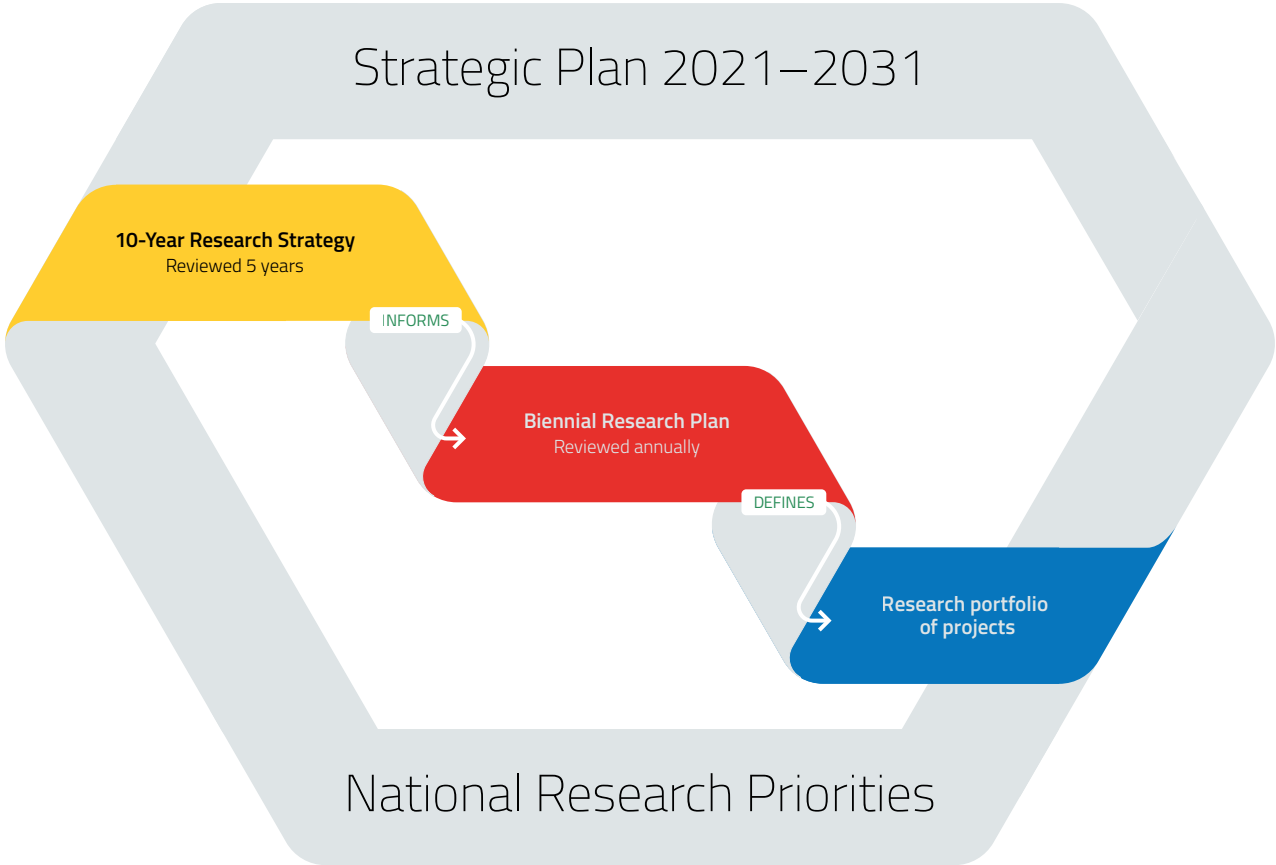 Strategic Plan 2021–2031
10-Year Research Strategy
Reviewed 5 years
INFORMS
Biennial Research Plan
Reviewed annually
DEFINES
Research portfolio
of projects
National Research Priorities